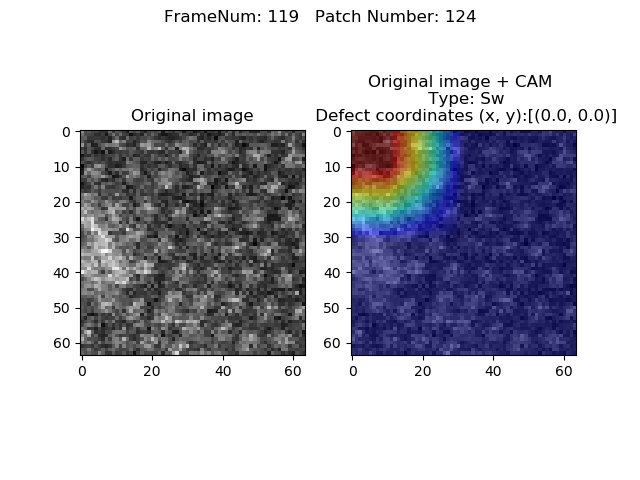 FrameNum: 119   Patch Number: 124
Original image
Original image + CAM
Type: Sw
Defect coordinates (x, y):[(0.0, 0.0)]
0
10
20
30
40
50
60
0 20 40 60
0
10
20
30
40
50
60
0 20 40 60